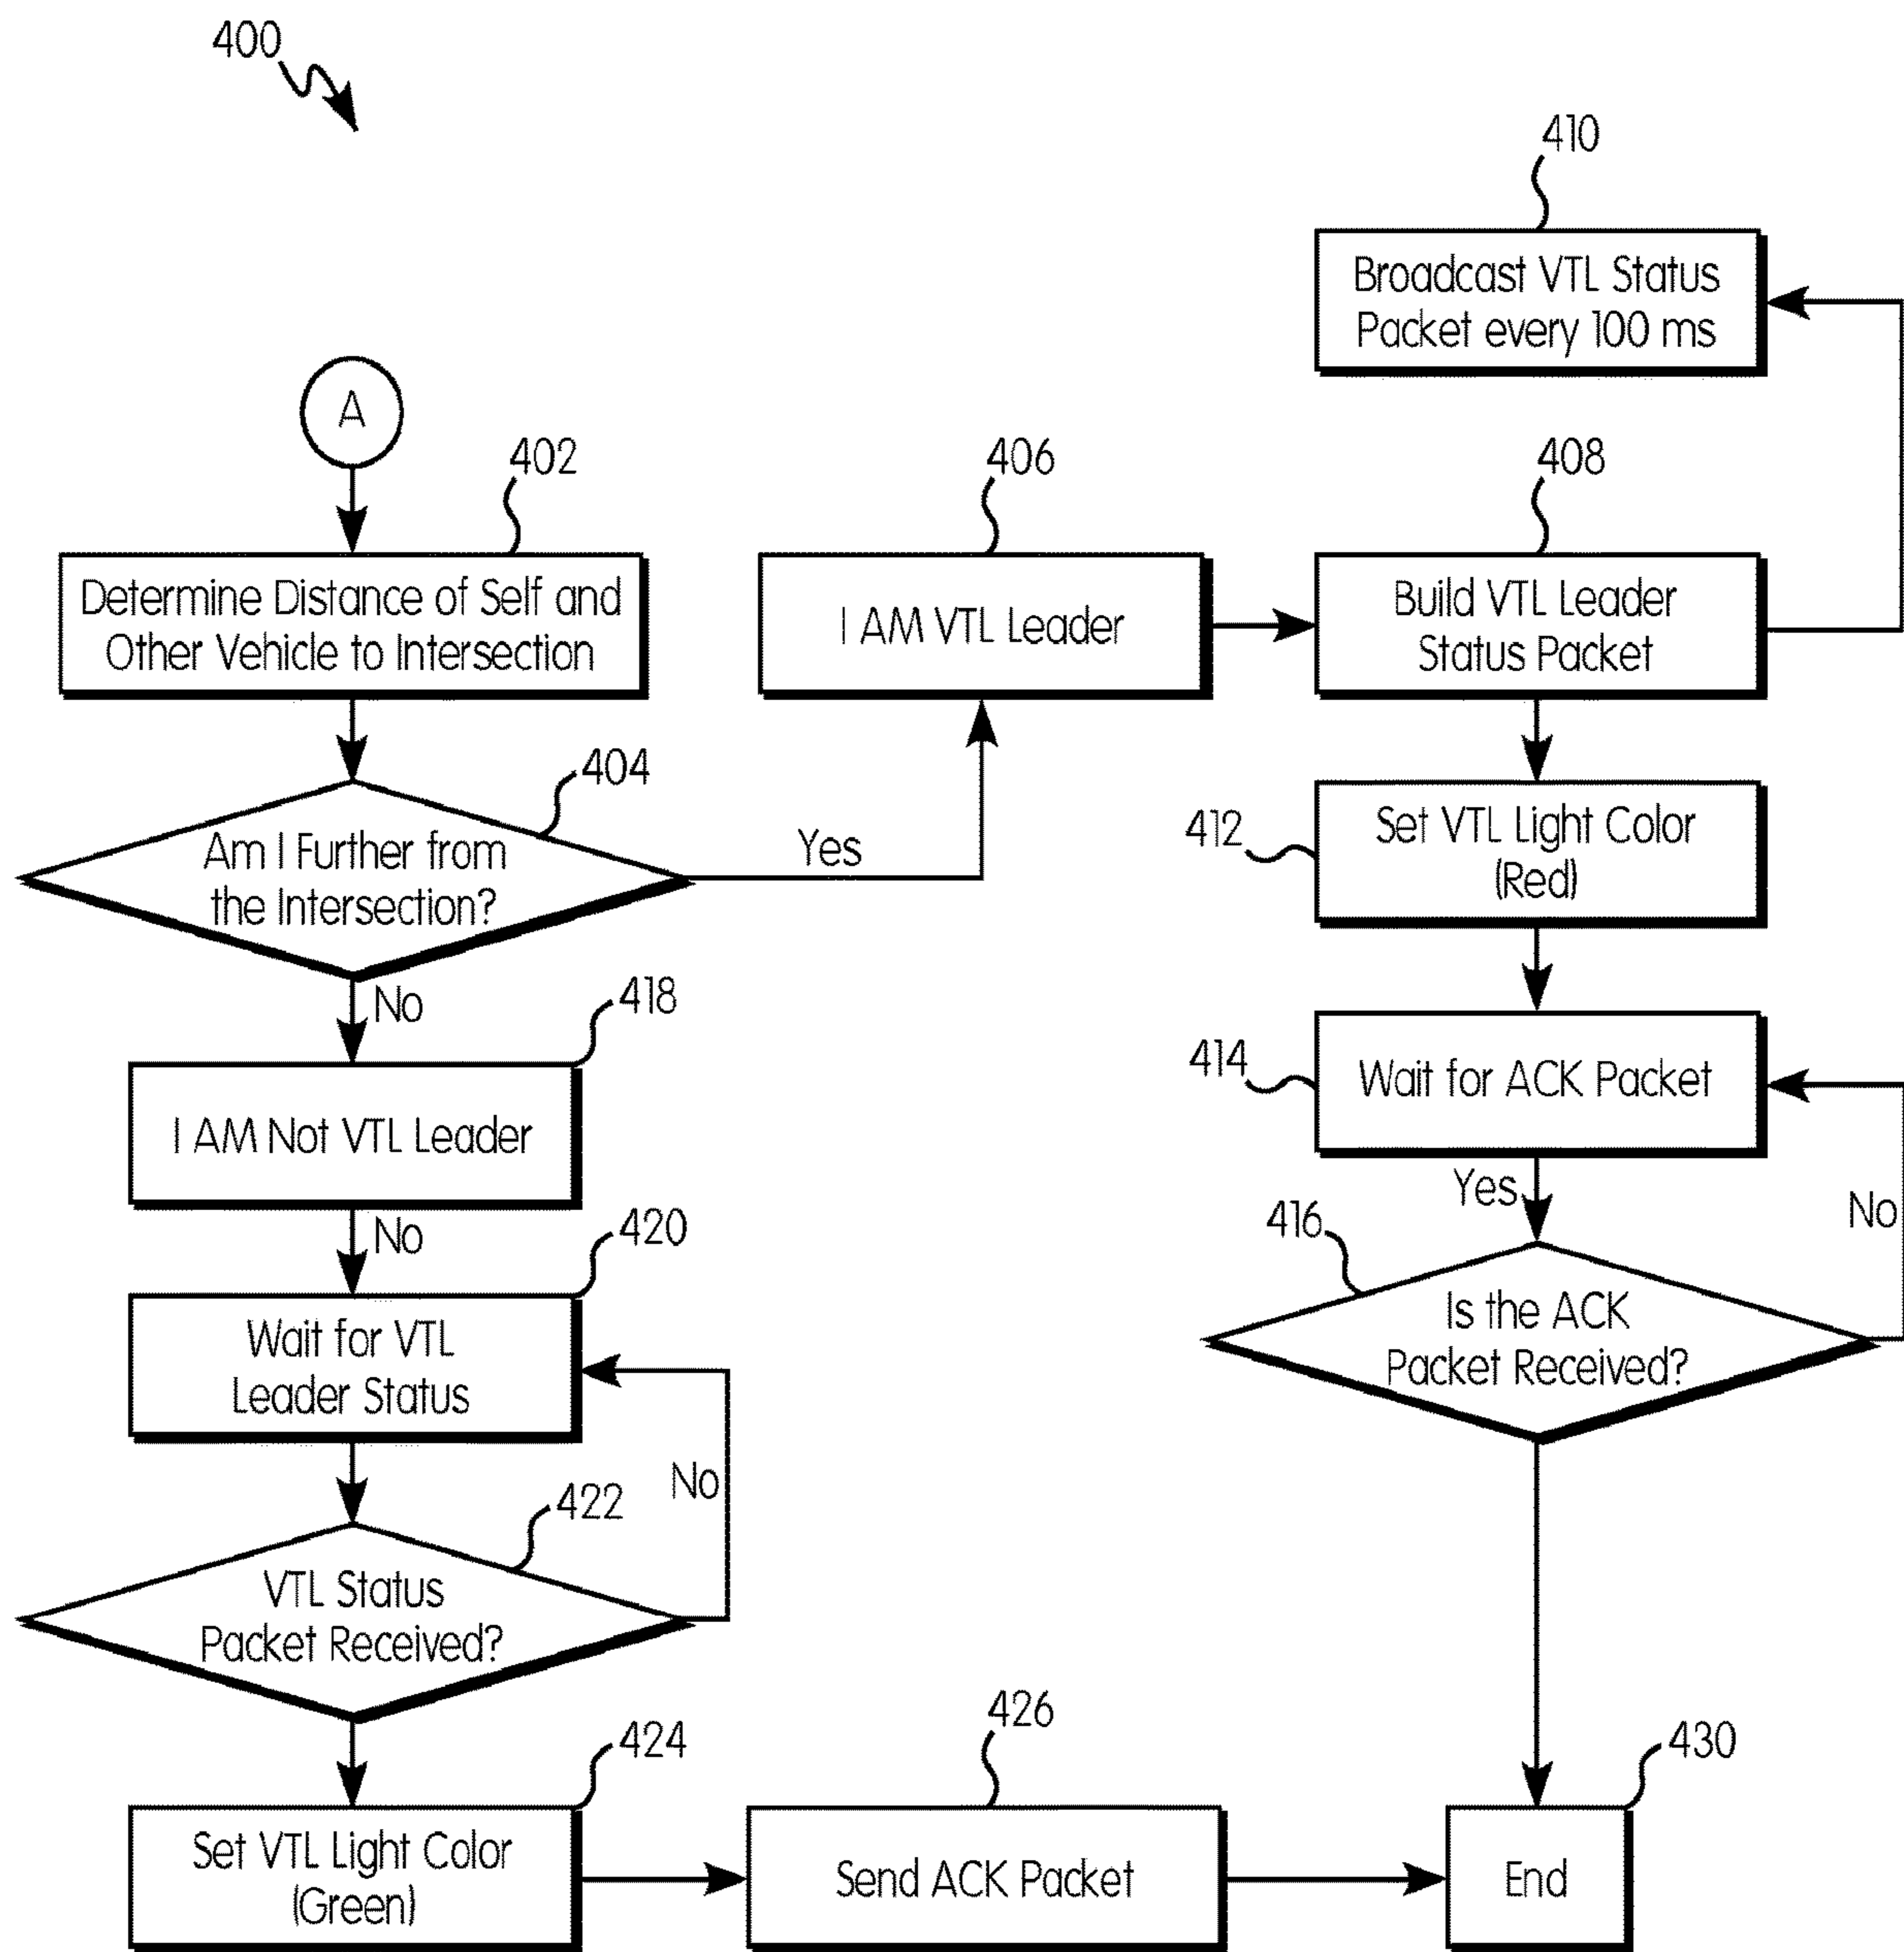 400
410
Broadcast VTL Status
Packet every 100 ms
A
402
Determine Distance of Self and
Other Vehicle to Intersection
406
I AM VTL Leader
408
Build VTL Leader
Status Packet
404
Am I Further from
the Intersection?
Yes
412
Set VTL Light Color
(Red)
No
418
I AM Not VTL Leader
414
Wait for ACK Packet
Yes
No
No
420
Wait for VTL
Leader Status
416
Is the ACK
Packet Received?
No
422
VTL Status
Packet Received?
424
Set VTL Light Color
(Green)
426
Send ACK Packet
430
End